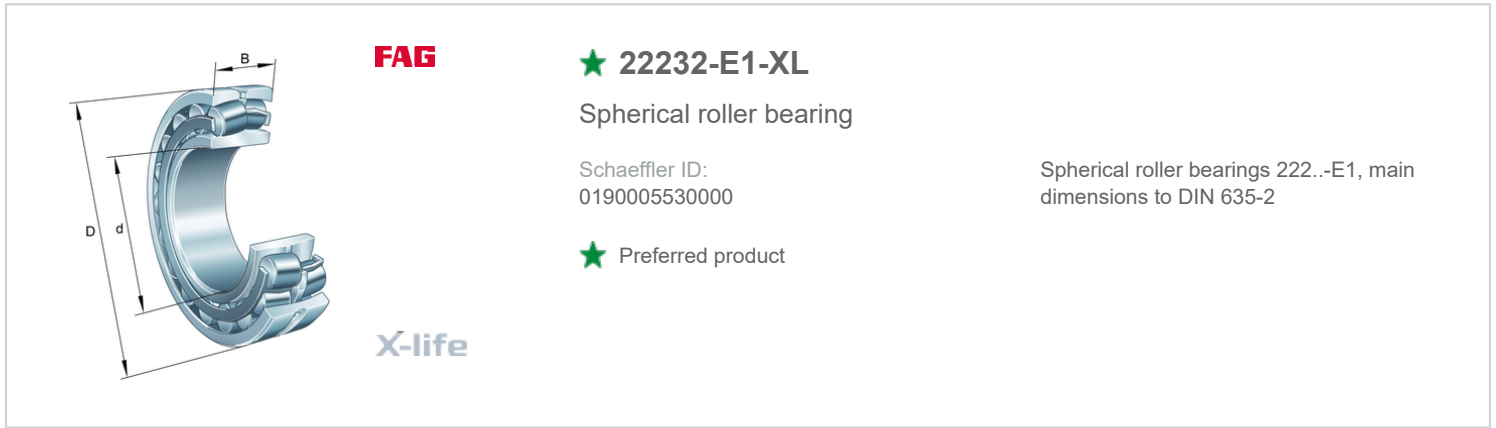 FAG
B
D
d
X-life
22232-E1-XL
Spherical roller bearing
Schaeffler ID:
0190005530000
Spherical roller bearings 222..-E1, main
dimensions to DIN 635-2
Preferred product